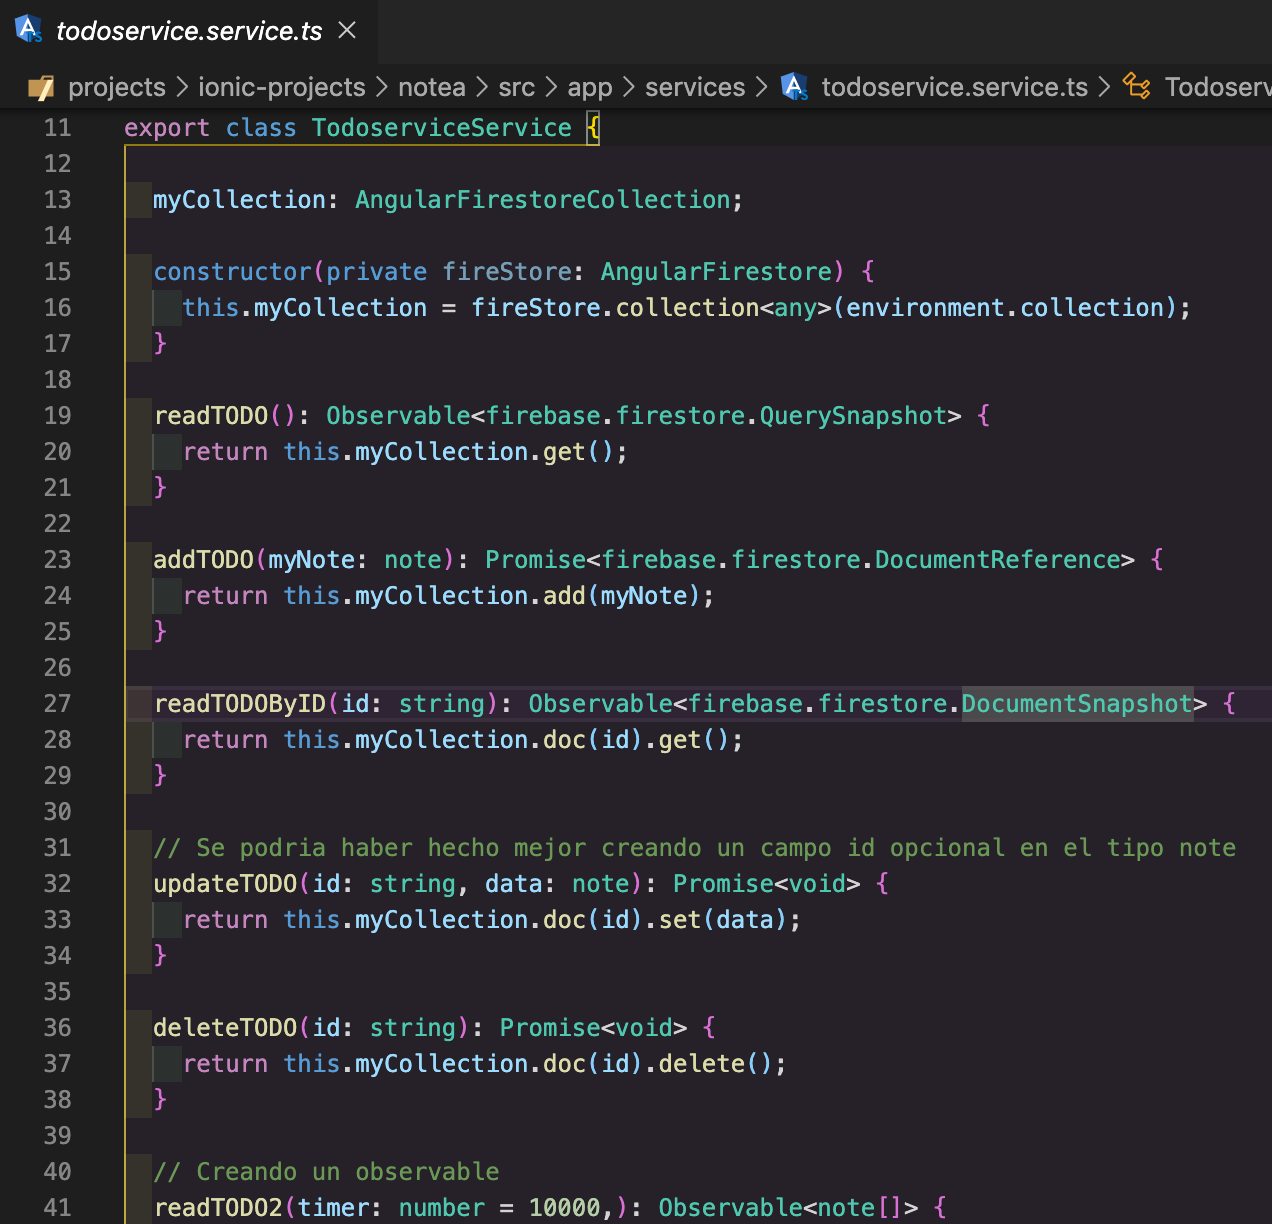 todoservice.service.ts
projects > ionic-projects > notea > src > app > services > todoservice.service.ts > Todoserv
11 export class TodoserviceService {
12
13 myCollection: AngularFirestoreCollection;
14
15 constructor(private fireStore: AngularFirestore) {
16 this.myCollection = fireStore.collection<any>(environment.collection);
17 }
18
19 readTODO(): Observable<firebase.firestore.QuerySnapshot> {
20 return this.myCollection.get();
21 }
22
23 addTODO(myNote: note): Promise<firebase.firestore.DocumentReference> {
24 return this.myCollection.add(myNote);
25 }
26
27 readTODOByID(id: string): Observable<firebase.firestore.DocumentSnapshot> {
28 return this.myCollection.doc(id).get();
29 }
30
31 // Se podria haber hecho mejor creando un campo id opcional en el tipo note
32 updateTODO(id: string, data: note): Promise<void> {
33 return this.myCollection.doc(id).set(data);
34 }
35
36 deleteTODO(id: string): Promise<void> {
37 return this.myCollection.doc(id).delete();
38 }
39
40 // Creando un observable
41 readTODO2(timer: number = 10000,): Observable<note[]> {